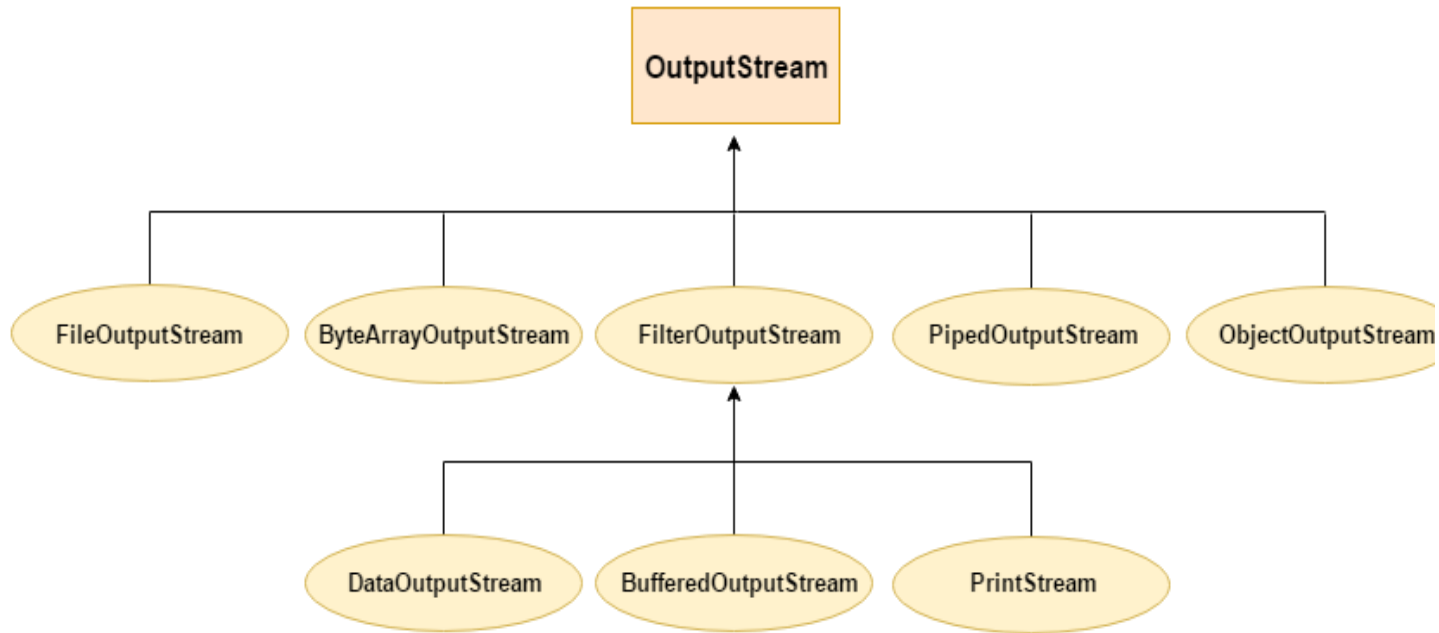 OutputStream
FileOutputStream
ByteArrayOutputStream
FilterOutputStream
PipedOutputStream
ObjectOutputStream
DataOutputStream
BufferedOutputStream
PrintStream